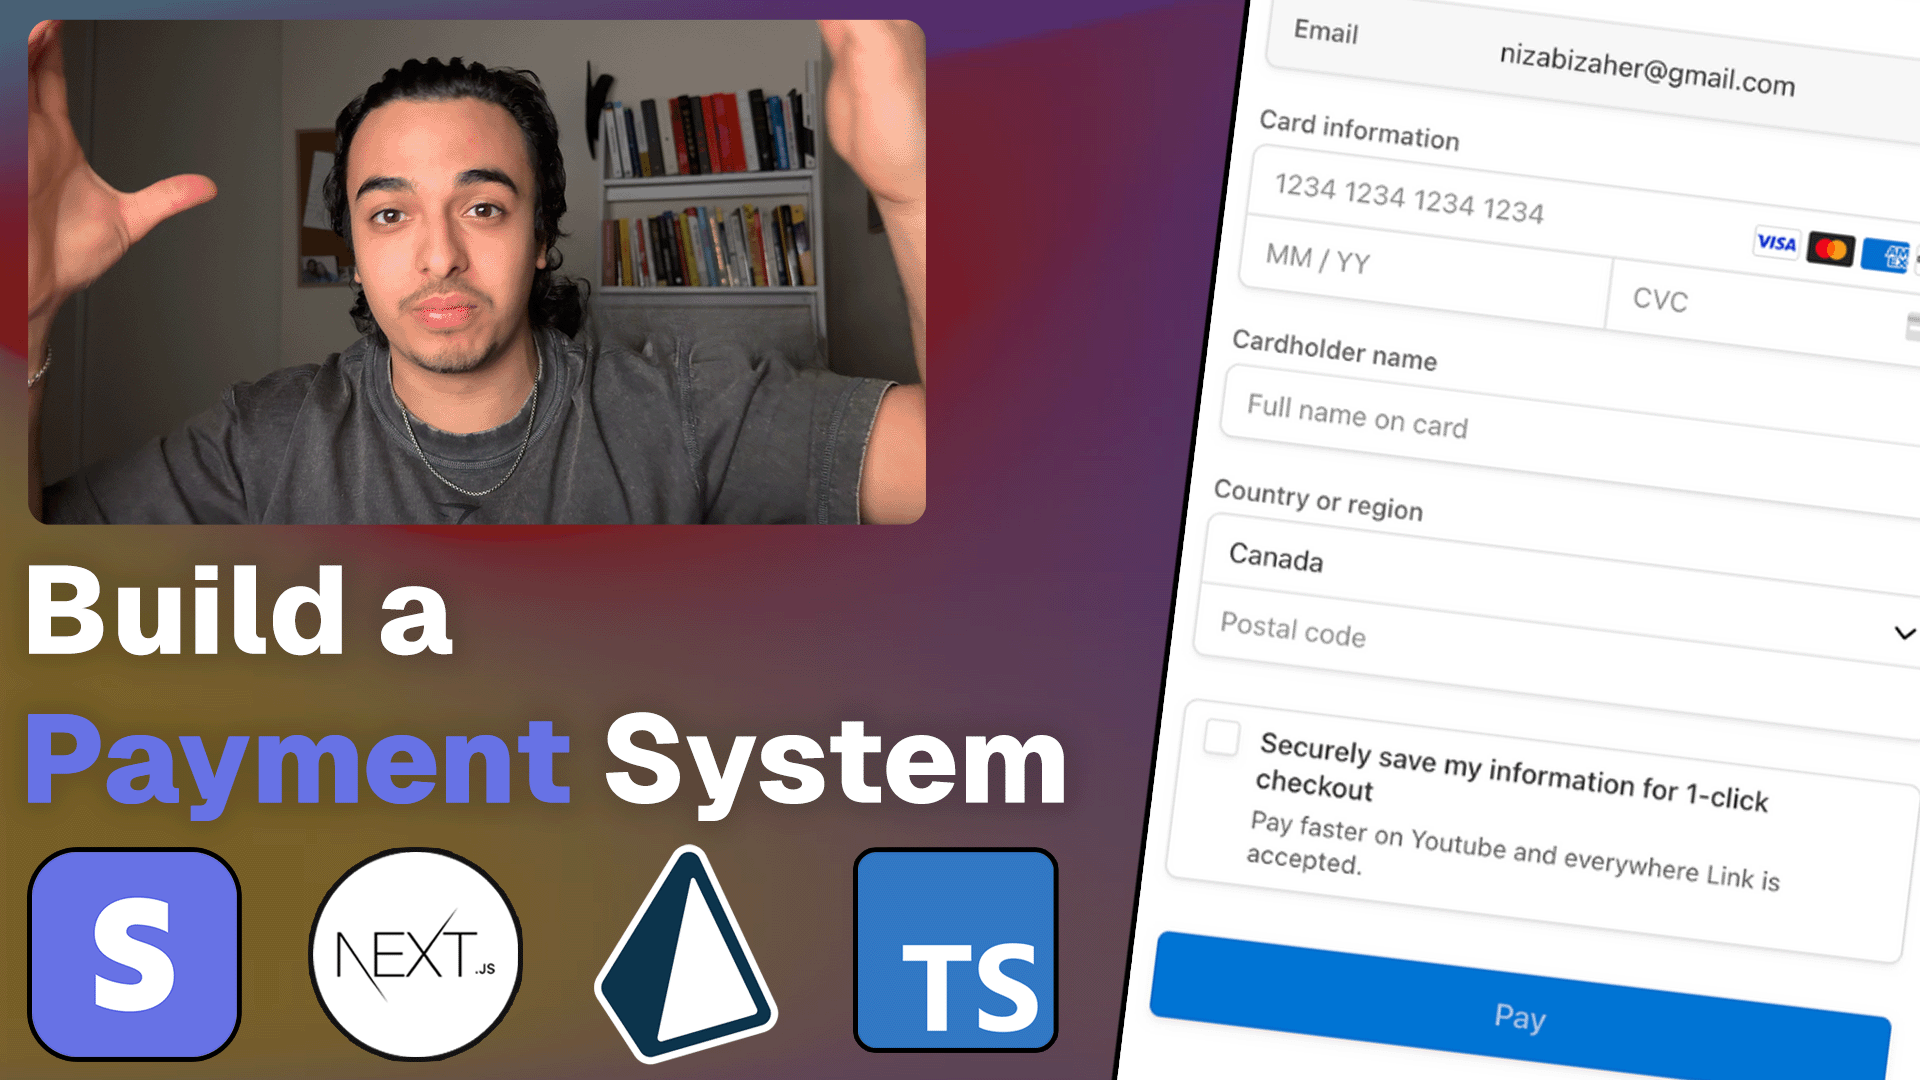 Build a
Payment System
S
NEXT.JS
TS
Email
nizabizaher@gmail.com
Card information
1234 1234 1234 1234
VISA
AM
EX
MM / YY
CVC
Cardholder name
Full name on card
Country or region
Canada
Postal code
Securely save my information for 1-click
checkout
Pay faster on Youtube and everywhere Link is
accepted.
Pay